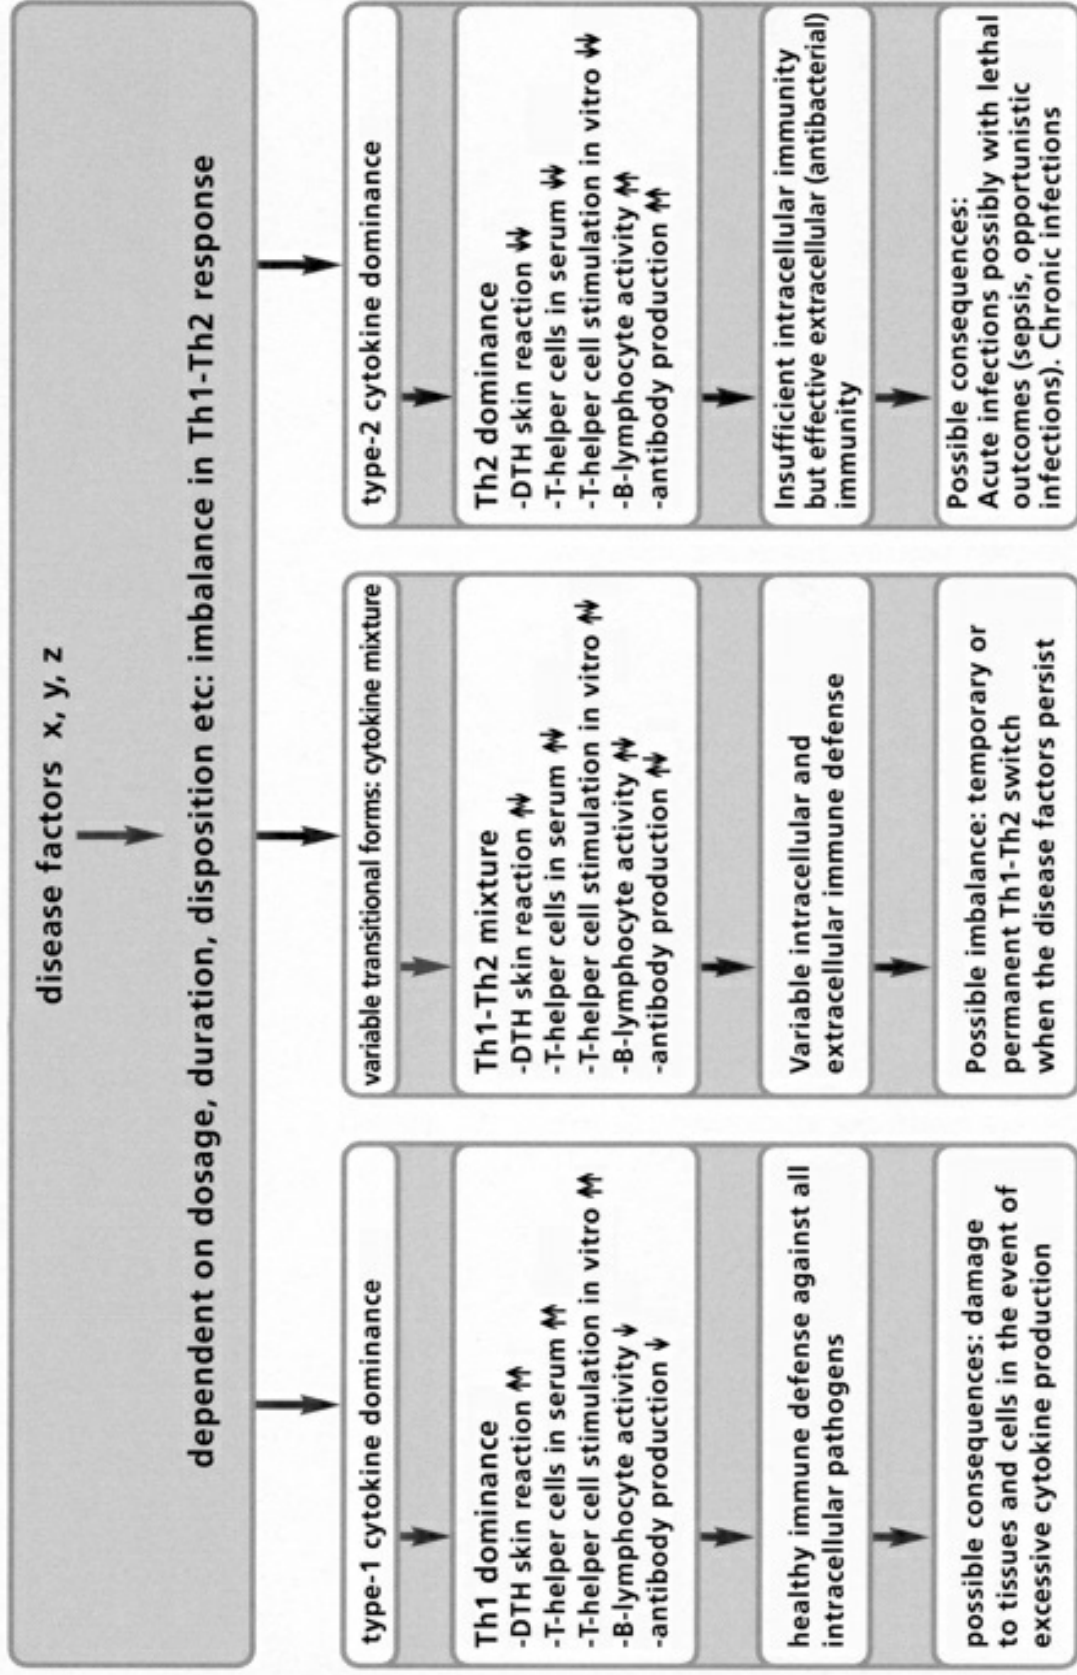 disease factors x, y, z
dependent on dosage, duration, disposition etc: imbalance in Th1-Th2 response
type-1 cytokine dominance
Th1 dominance
-DTH skin reaction ⇈
-T-helper cells in serum ⇈
-T-helper cell stimulation in vitro ⇈
-B-lymphocyte activity ↓
-antibody production ↓
healthy immune defense against all
intracellular pathogens
possible consequences: damage
to tissues and cells in the event of
excessive cytokine production
variable transitional forms: cytokine mixture
Th1-Th2 mixture
-DTH skin reaction ⇅
-T-helper cells in serum ⇅
-T-helper cell stimulation in vitro ⇅
-B-lymphocyte activity ⇅
-antibody production ⇅
Variable intracellular and
extracellular immune defense
Possible imbalance: temporary or
permanent Th1-Th2 switch
when the disease factors persist
type-2 cytokine dominance
Th2 dominance
-DTH skin reaction ⇊
-T-helper cells in serum ⇊
-T-helper cell stimulation in vitro ⇊
-B-lymphocyte activity ⇈
-antibody production ⇈
Insufficient intracellular immunity
but effective extracellular (antibacterial)
immunity
Possible consequences:
Acute infections possibly with lethal
outcomes (sepsis, opportunistic
infections). Chronic infections